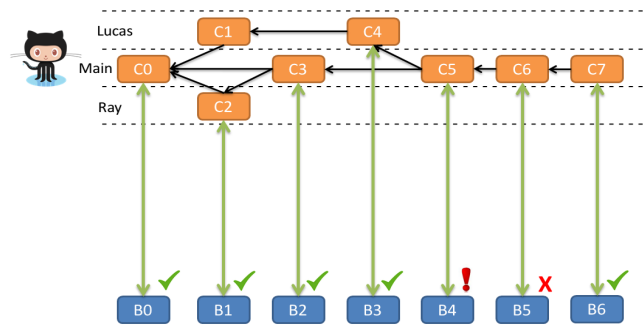 Lucas C1 C4
Main C0 C3 C5 C6 C7
Ray C2
B0 B1 B2 B3 B4 ! B5 X B6